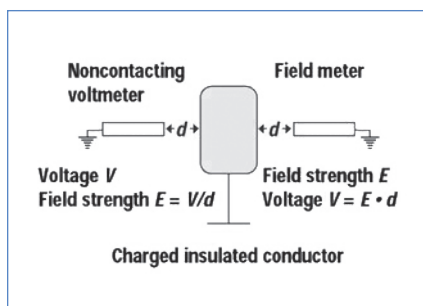 Noncontacting
voltmeter
Field meter
d
d
Voltage V
Field strength E = V/d
Field strength E
Voltage V = E • d
Charged insulated conductor